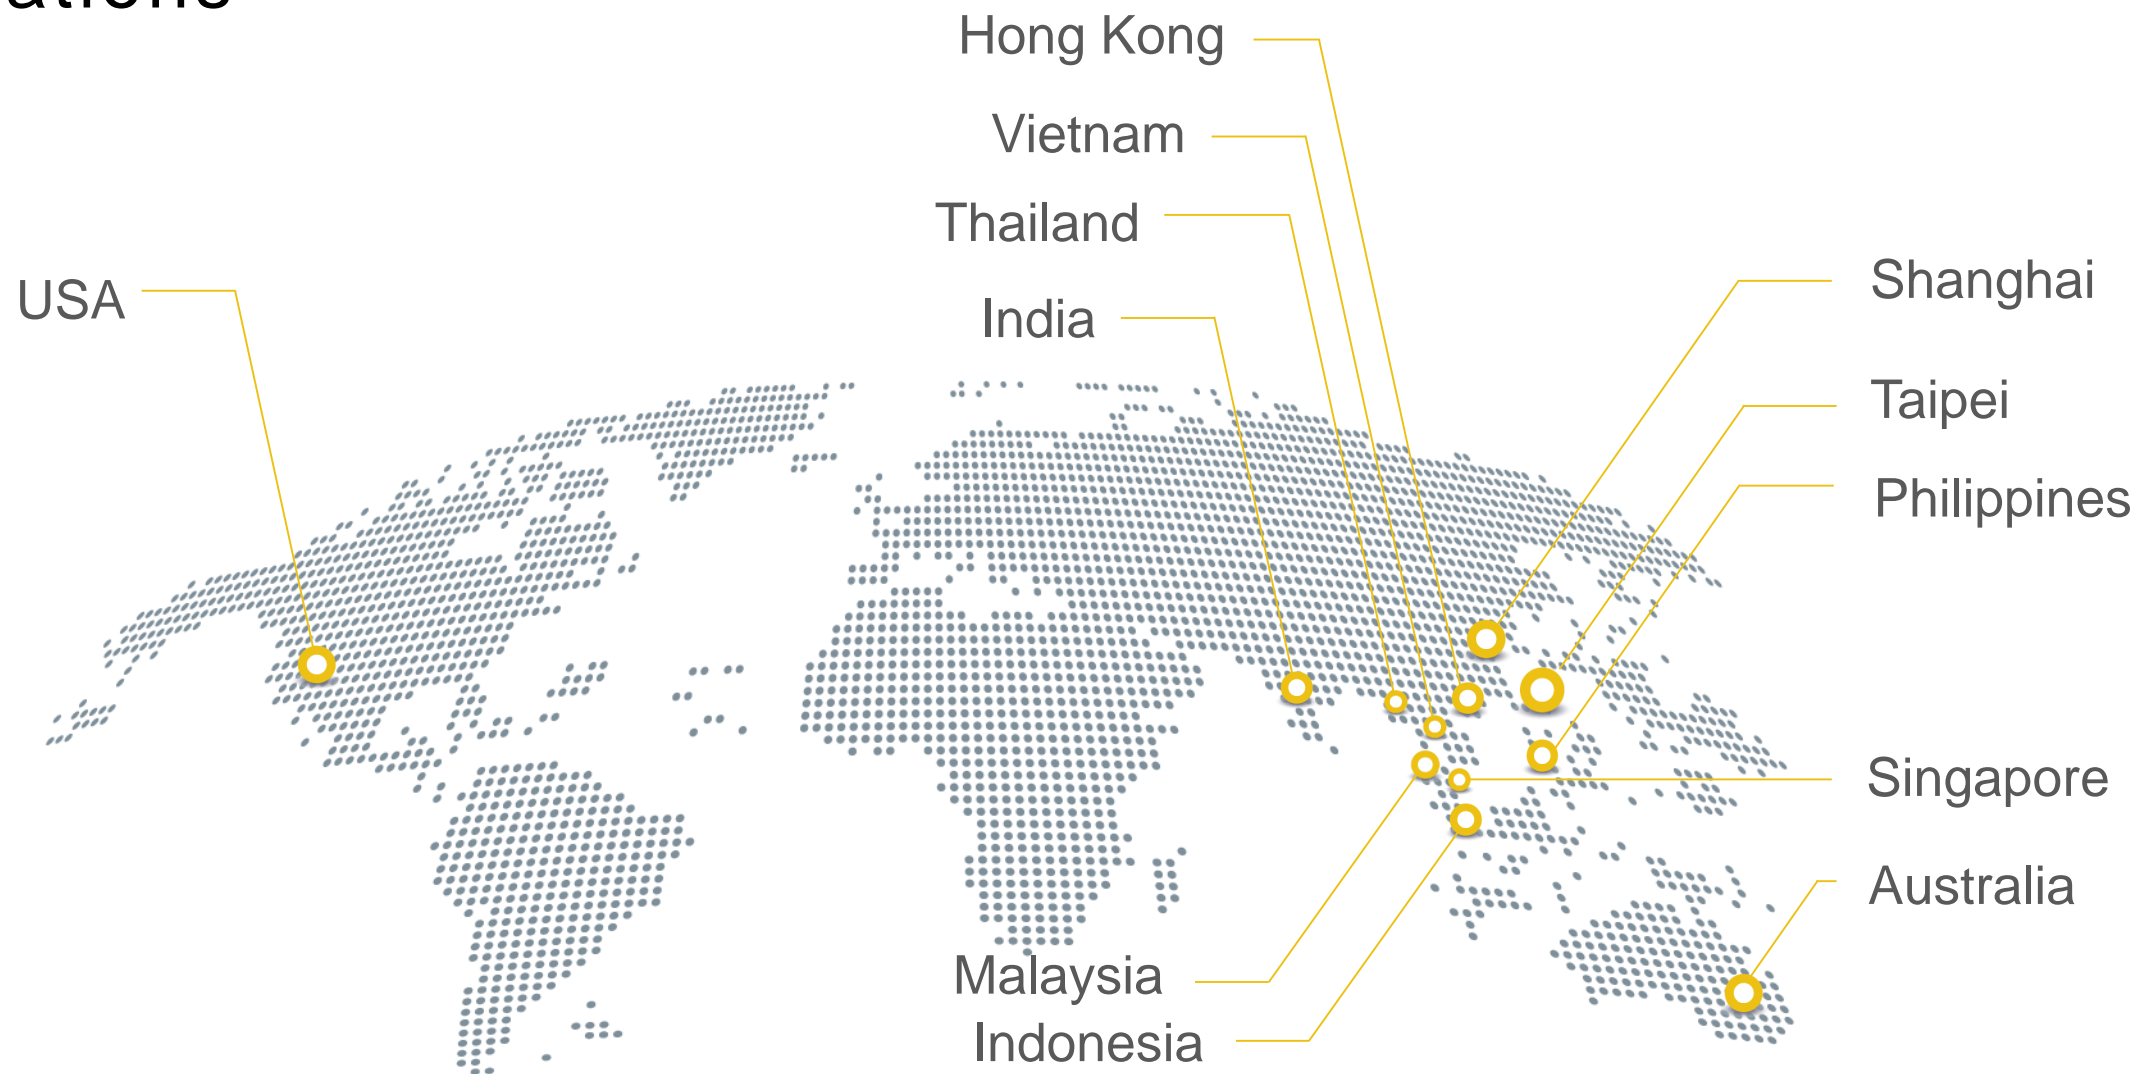 Hong Kong
Vietnam
Thailand
India
USA
Shanghai
Taipei
Philippines
Singapore
Australia
Malaysia
Indonesia